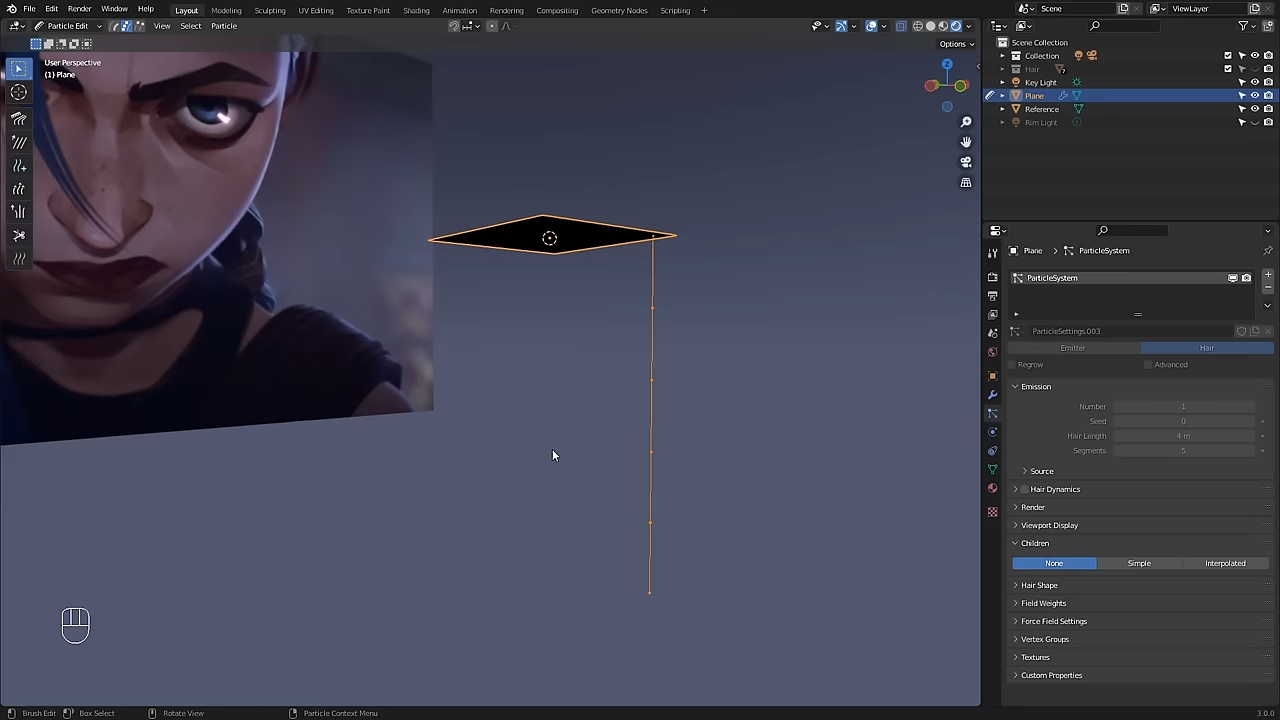 File Edit Render Window Help Layout Modeling Sculpting UV Editing Texture Paint Shading Animation Rendering Compositing Geometry Nodes Scripting + Scene ViewLayer
Particle Edit View Select Particle
Options
User Perspective
(1) Plane
Z
Scene Collection
Collection
Hair
Key Light
Plane
Reference
Rim Light
Plane > ParticleSystem
ParticleSystem
ParticleSettings.003
Emitter Hair
Regrow Advanced
Emission
Number 1
Seed 0
Hair Length 4 m
Segments 5
Source
Hair Dynamics
Render
Viewport Display
Children
None Simple Interpolated
Hair Shape
Field Weights
Force Field Settings
Vertex Groups
Textures
Custom Properties
Brush Edit Box Select Rotate View Particle Context Menu 3.0.0